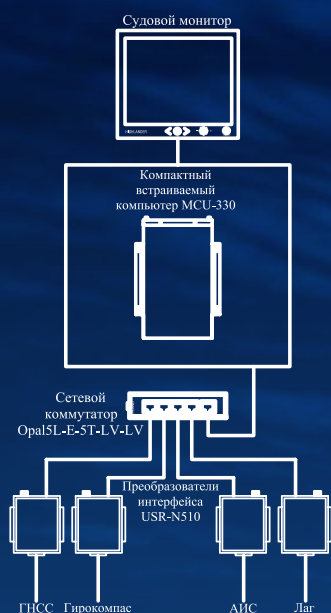 Судовой монитор
HIGHLANDER
Компактный
встраиваемый
компьютер MCU-330
Сетевой
коммутатор
Opal5L-E-5T-LV-LV
Преобразователи
интерфейса
USR-N510
ГНСС Гирокомпас АИС Лаг